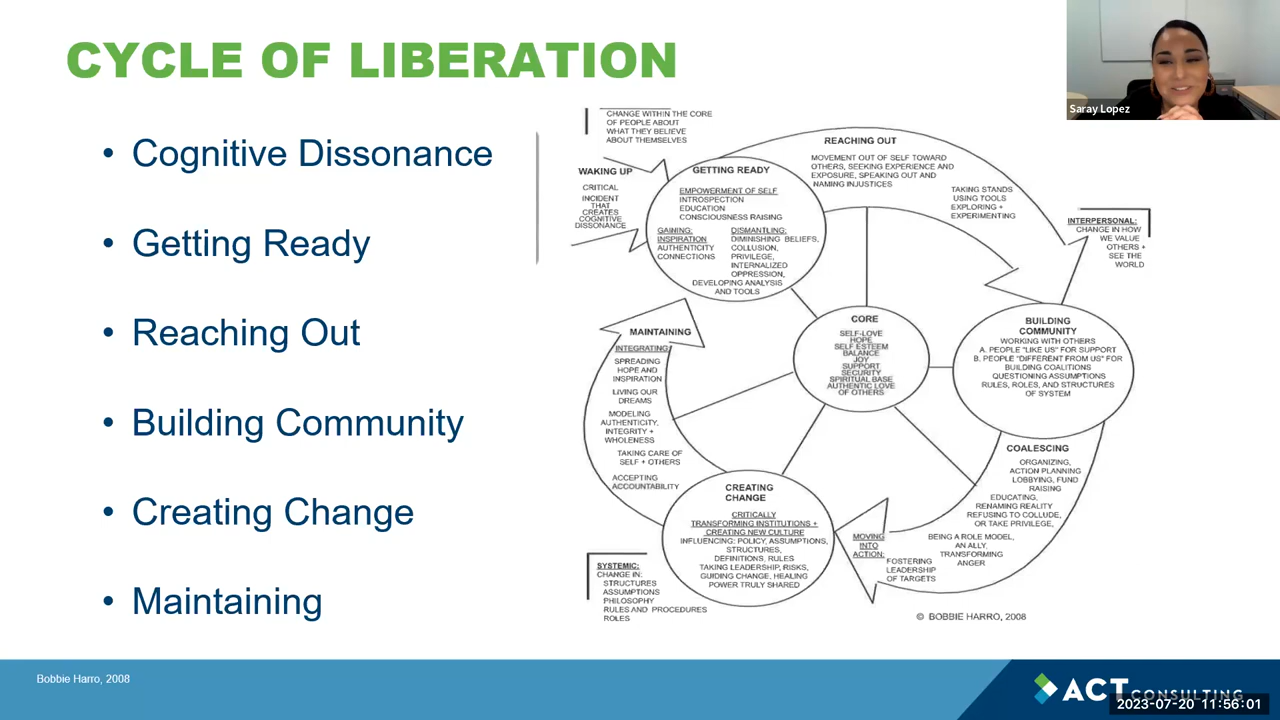 CYCLE OF LIBERATION
Saray Lopez
• Cognitive Dissonance
• Getting Ready
• Reaching Out
• Building Community
• Creating Change
• Maintaining
CHANGE WITHIN THE CORE
OF PEOPLE ABOUT
WHAT THEY BELIEVE
ABOUT THEMSELVES
WAKING UP
CRITICAL
INCIDENT
THAT
CREATES
COGNITIVE
DISSONANCE
GETTING READY
EMPOWERMENT OF SELF
INTROSPECTION
EDUCATION
CONSCIOUSNESS RAISING
GAINING:
INSPIRATION
AUTHENTICITY
CONNECTIONS
DISMANTLING:
DIMINISHING BELIEFS,
COLLUSION,
PRIVILEGE,
INTERNALIZED
OPPRESSION,
DEVELOPING ANALYSIS
AND TOOLS
REACHING OUT
MOVEMENT OUT OF SELF TOWARD
OTHERS, SEEKING EXPERIENCE AND
EXPOSURE, SPEAKING OUT AND
NAMING INJUSTICES
TAKING STANDS
USING TOOLS
EXPLORING +
EXPERIMENTING
INTERPERSONAL:
CHANGE IN HOW
WE VALUE
OTHERS +
SEE THE
WORLD
BUILDING
COMMUNITY
WORKING WITH OTHERS
A. PEOPLE "LIKE US" FOR SUPPORT
B. PEOPLE "DIFFERENT FROM US" FOR
BUILDING COALITIONS
QUESTIONING ASSUMPTIONS
RULES, ROLES, AND STRUCTURES
OF SYSTEM
CORE
SELF-LOVE
HOPE
SELF ESTEEM
BALANCE
JOY
SUPPORT
SECURITY
SPIRITUAL BASE
AUTHENTIC LOVE
OF OTHERS
COALESCING
ORGANIZING,
ACTION PLANNING
LOBBYING, FUND
RAISING
EDUCATING,
RENAMING REALITY
REFUSING TO COLLUDE,
OR TAKE PRIVILEGE,
BEING A ROLE MODEL,
AN ALLY,
TRANSFORMING
ANGER
MOVING
INTO
ACTION:
FOSTERING
LEADERSHIP
OF TARGETS
CREATING
CHANGE
CRITICALLY
TRANSFORMING INSTITUTIONS +
CREATING NEW CULTURE
INFLUENCING: POLICY, ASSUMPTIONS,
STRUCTURES,
DEFINITIONS, RULES
TAKING LEADERSHIP, RISKS,
GUIDING CHANGE, HEALING
POWER TRULY SHARED
MAINTAINING
INTEGRATING:
SPREADING
HOPE AND
INSPIRATION
LIVING OUR
DREAMS
MODELING
AUTHENTICITY,
INTEGRITY +
WHOLENESS
TAKING CARE OF
SELF + OTHERS
ACCEPTING
ACCOUNTABILITY
SYSTEMIC:
CHANGE IN:
STRUCTURES
ASSUMPTIONS
PHILOSOPHY
RULES AND PROCEDURES
ROLES
© BOBBIE HARRO, 2008
Bobbie Harro, 2008
ACT CONSULTING
2023-07-20 11:56:01